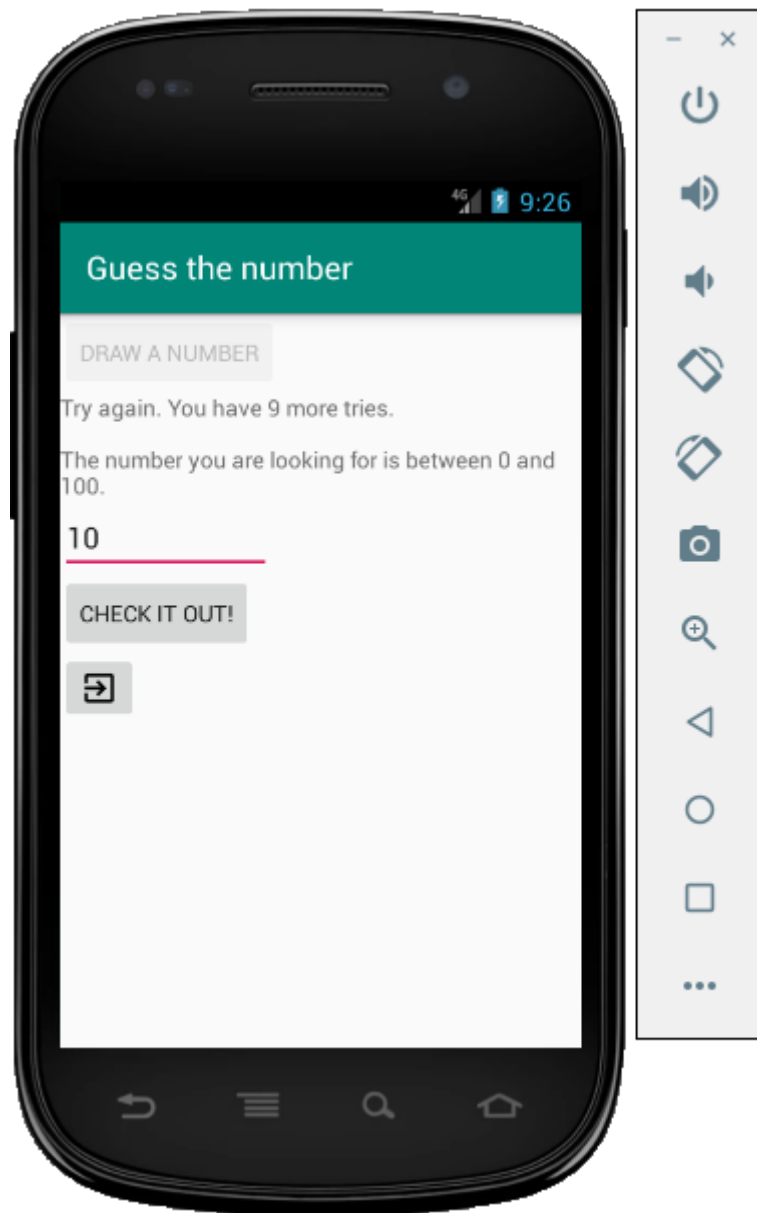 4G 9:26
Guess the number
DRAW A NUMBER
Try again. You have 9 more tries.
The number you are looking for is between 0 and
100.
10
CHECK IT OUT!